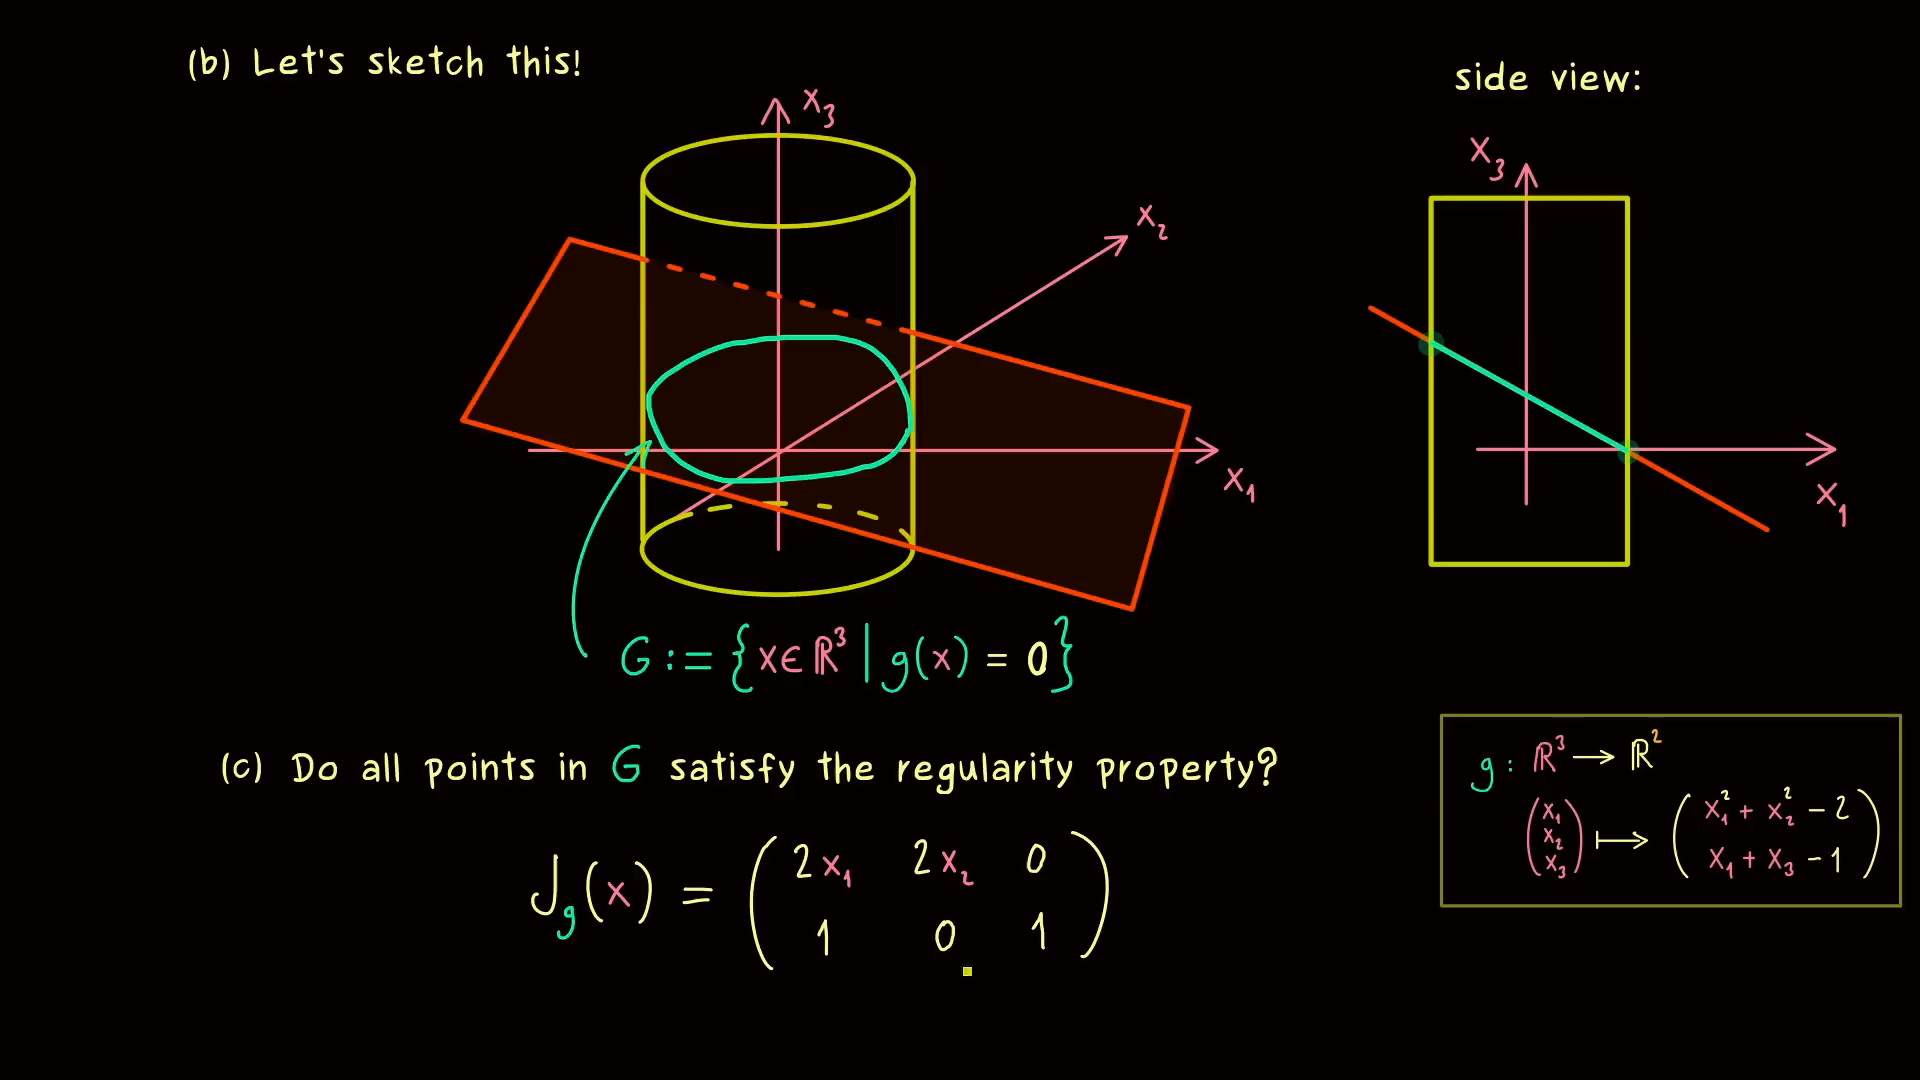 (b) Let's sketch this!
side view:
x₃
x₂
x₁
x₃
x₁
G := {x ∈ ℝ³ | g(x) = 0}
(c) Do all points in G satisfy the regularity property?
J_g(x) = ( 2x₁ 2x₂ 0
1 0 1 )
g : ℝ³ → ℝ²
(x₁ x₂ x₃) ↦ ( x₁² + x₂² − 2
x₁ + x₃ − 1 )